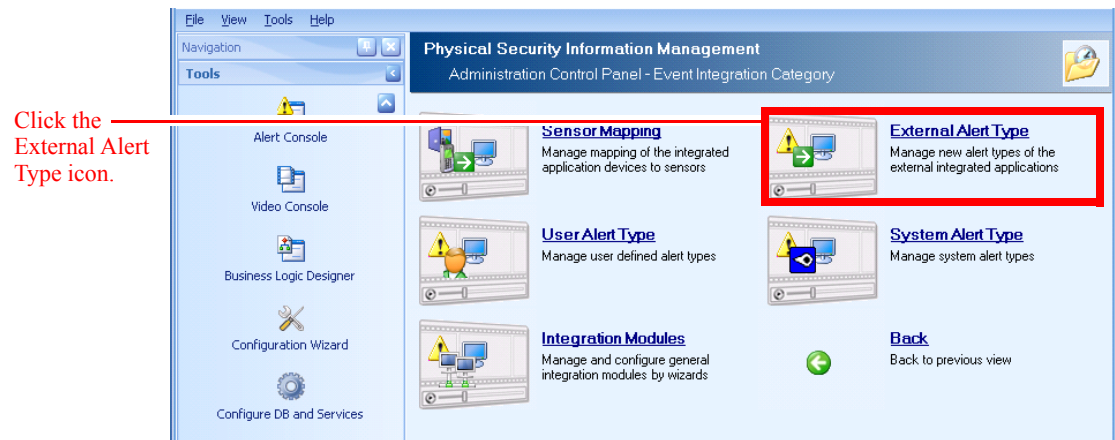 File View Tools Help
Navigation
Tools
Physical Security Information Management
Administration Control Panel - Event Integration Category
Click the
External Alert
Type icon.
Alert Console
Video Console
Business Logic Designer
Configuration Wizard
Configure DB and Services
Sensor Mapping
Manage mapping of the integrated
application devices to sensors
External Alert Type
Manage new alert types of the
external integrated applications
User Alert Type
Manage user defined alert types
System Alert Type
Manage system alert types
Integration Modules
Manage and configure general
integration modules by wizards
Back
Back to previous view